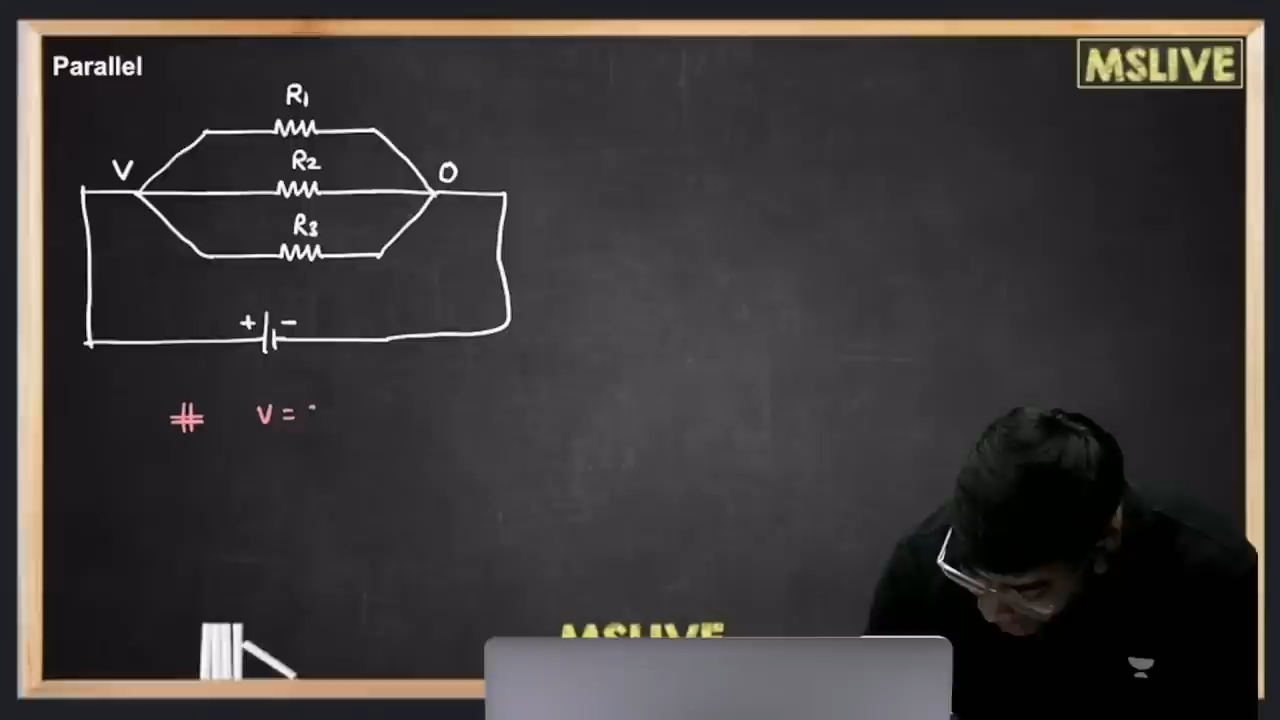 Parallel
MSLIVE
R1
V
R2
O
R3
+ -
# V =
MSLIVE